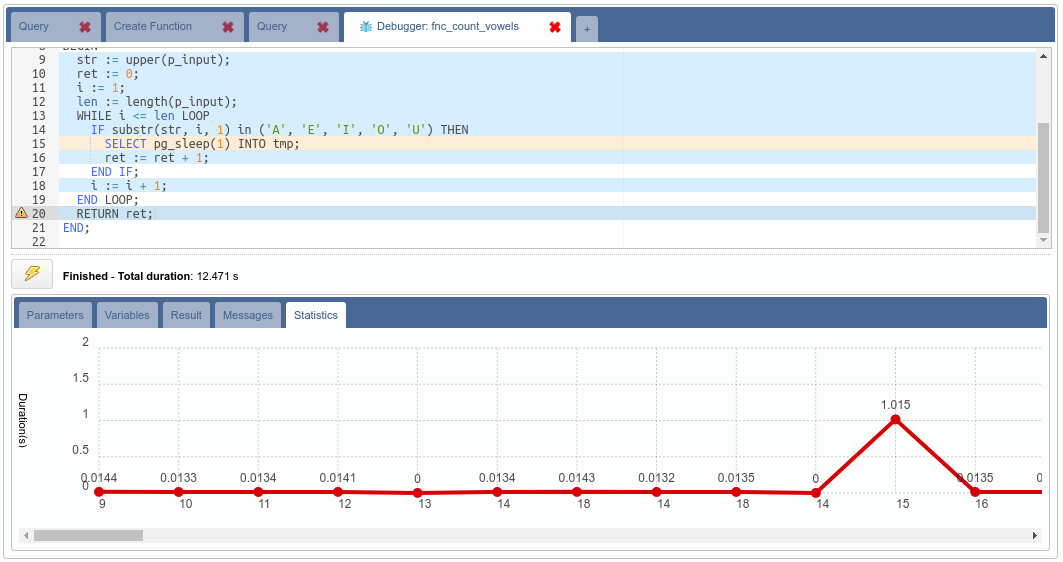 Query Create Function Query Debugger: fnc_count_vowels +
8 BEGIN
9 str := upper(p_input);
10 ret := 0;
11 i := 1;
12 len := length(p_input);
13 WHILE i <= len LOOP
14 IF substr(str, i, 1) in ('A', 'E', 'I', 'O', 'U') THEN
15 SELECT pg_sleep(1) INTO tmp;
16 ret := ret + 1;
17 END IF;
18 i := i + 1;
19 END LOOP;
20 RETURN ret;
21 END;
22
Finished - Total duration: 12.471 s
Parameters Variables Result Messages Statistics
Duration(s)
2
1.5
1
0.5
0
1.015
0.0144 0.0133 0.0134 0.0141 0 0.0134 0.0143 0.0132 0.0135 0 0.0135 0
9 10 11 12 13 14 18 14 18 14 15 16